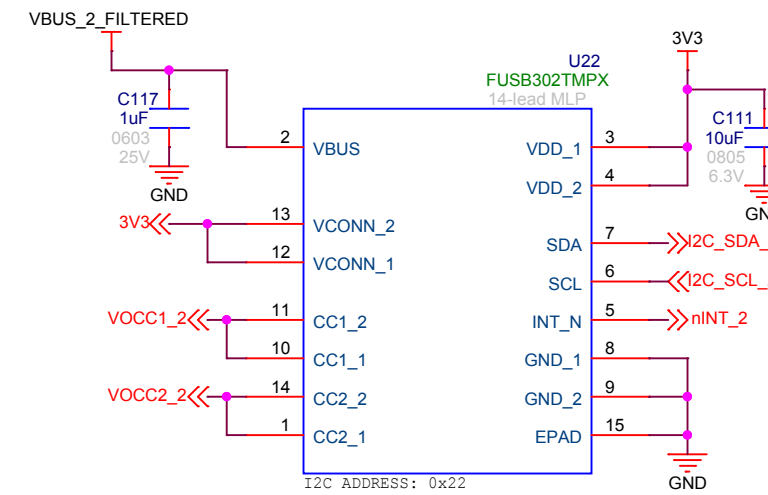 VBUS_2_FILTERED
3V3
U22
FUSB302TMPX
14-lead MLP
C117
1uF
0603
25V
GND
C111
10uF
0805
6.3V
2 VBUS
VDD_1 3
VDD_2 4
3V3 13 VCONN_2
12 VCONN_1
SDA 7 I2C_SDA_
SCL 6 I2C_SCL_
VOCC1_2 11 CC1_2
INT_N 5 nINT_2
10 CC1_1
GND_1 8
VOCC2_2 14 CC2_2
GND_2 9
1 CC2_1
EPAD 15
I2C ADDRESS: 0x22
GND